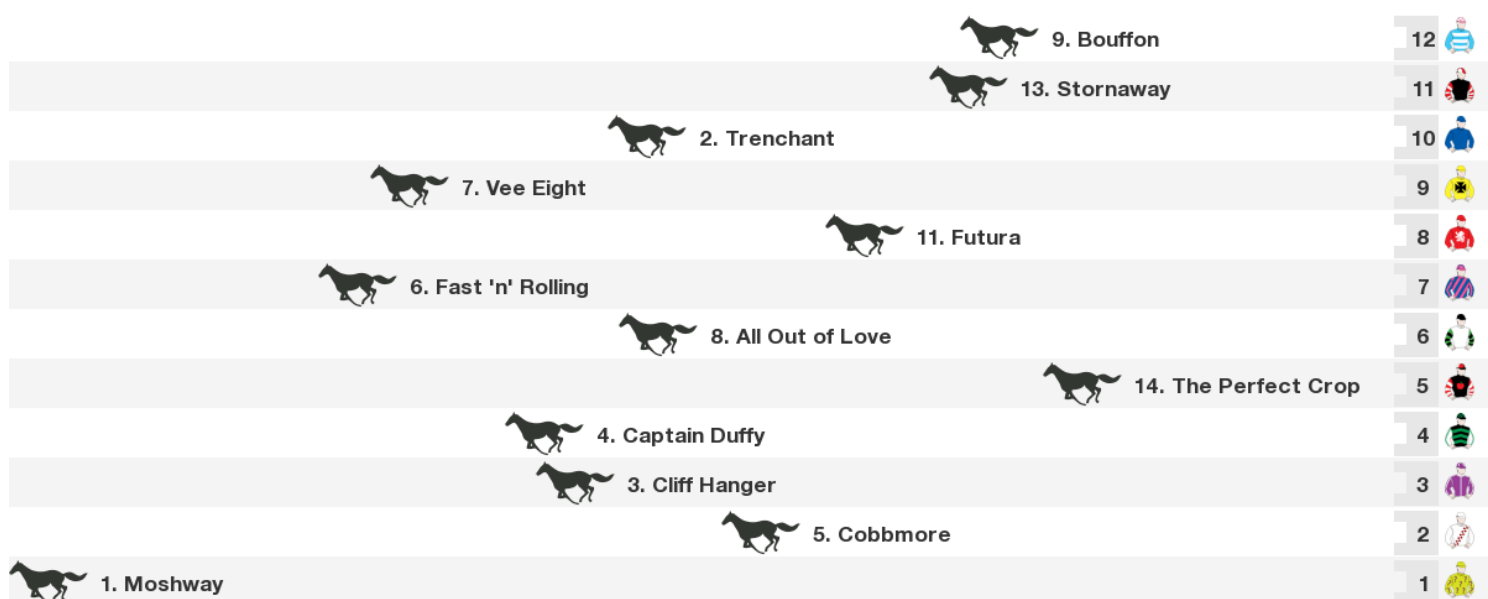 9. Bouffon 12
13. Stornaway 11
2. Trenchant 10
7. Vee Eight 9
11. Futura 8
6. Fast 'n' Rolling 7
8. All Out of Love 6
14. The Perfect Crop 5
4. Captain Duffy 4
3. Cliff Hanger 3
5. Cobbmore 2
1. Moshway 1